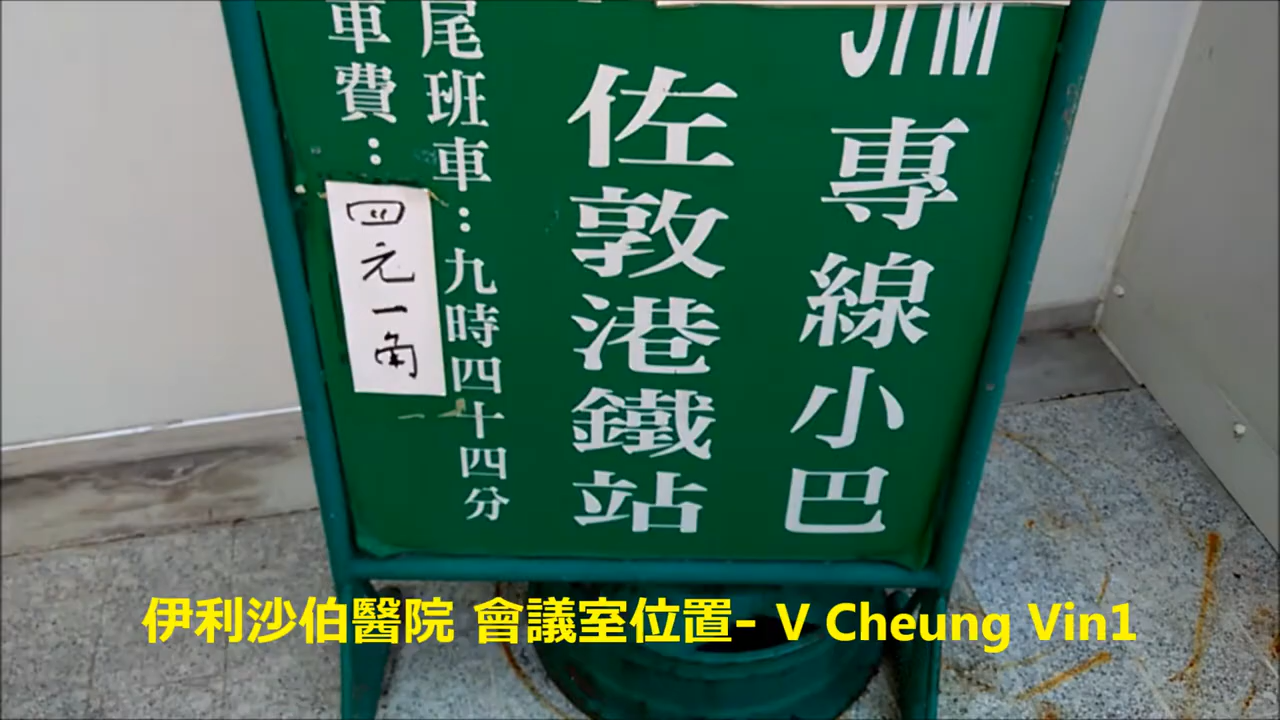 專線小巴
佐敦港鐵站
尾班車：九時四十四分
車費：
四元一角
伊利沙伯醫院 會議室位置- V Cheung Vin1